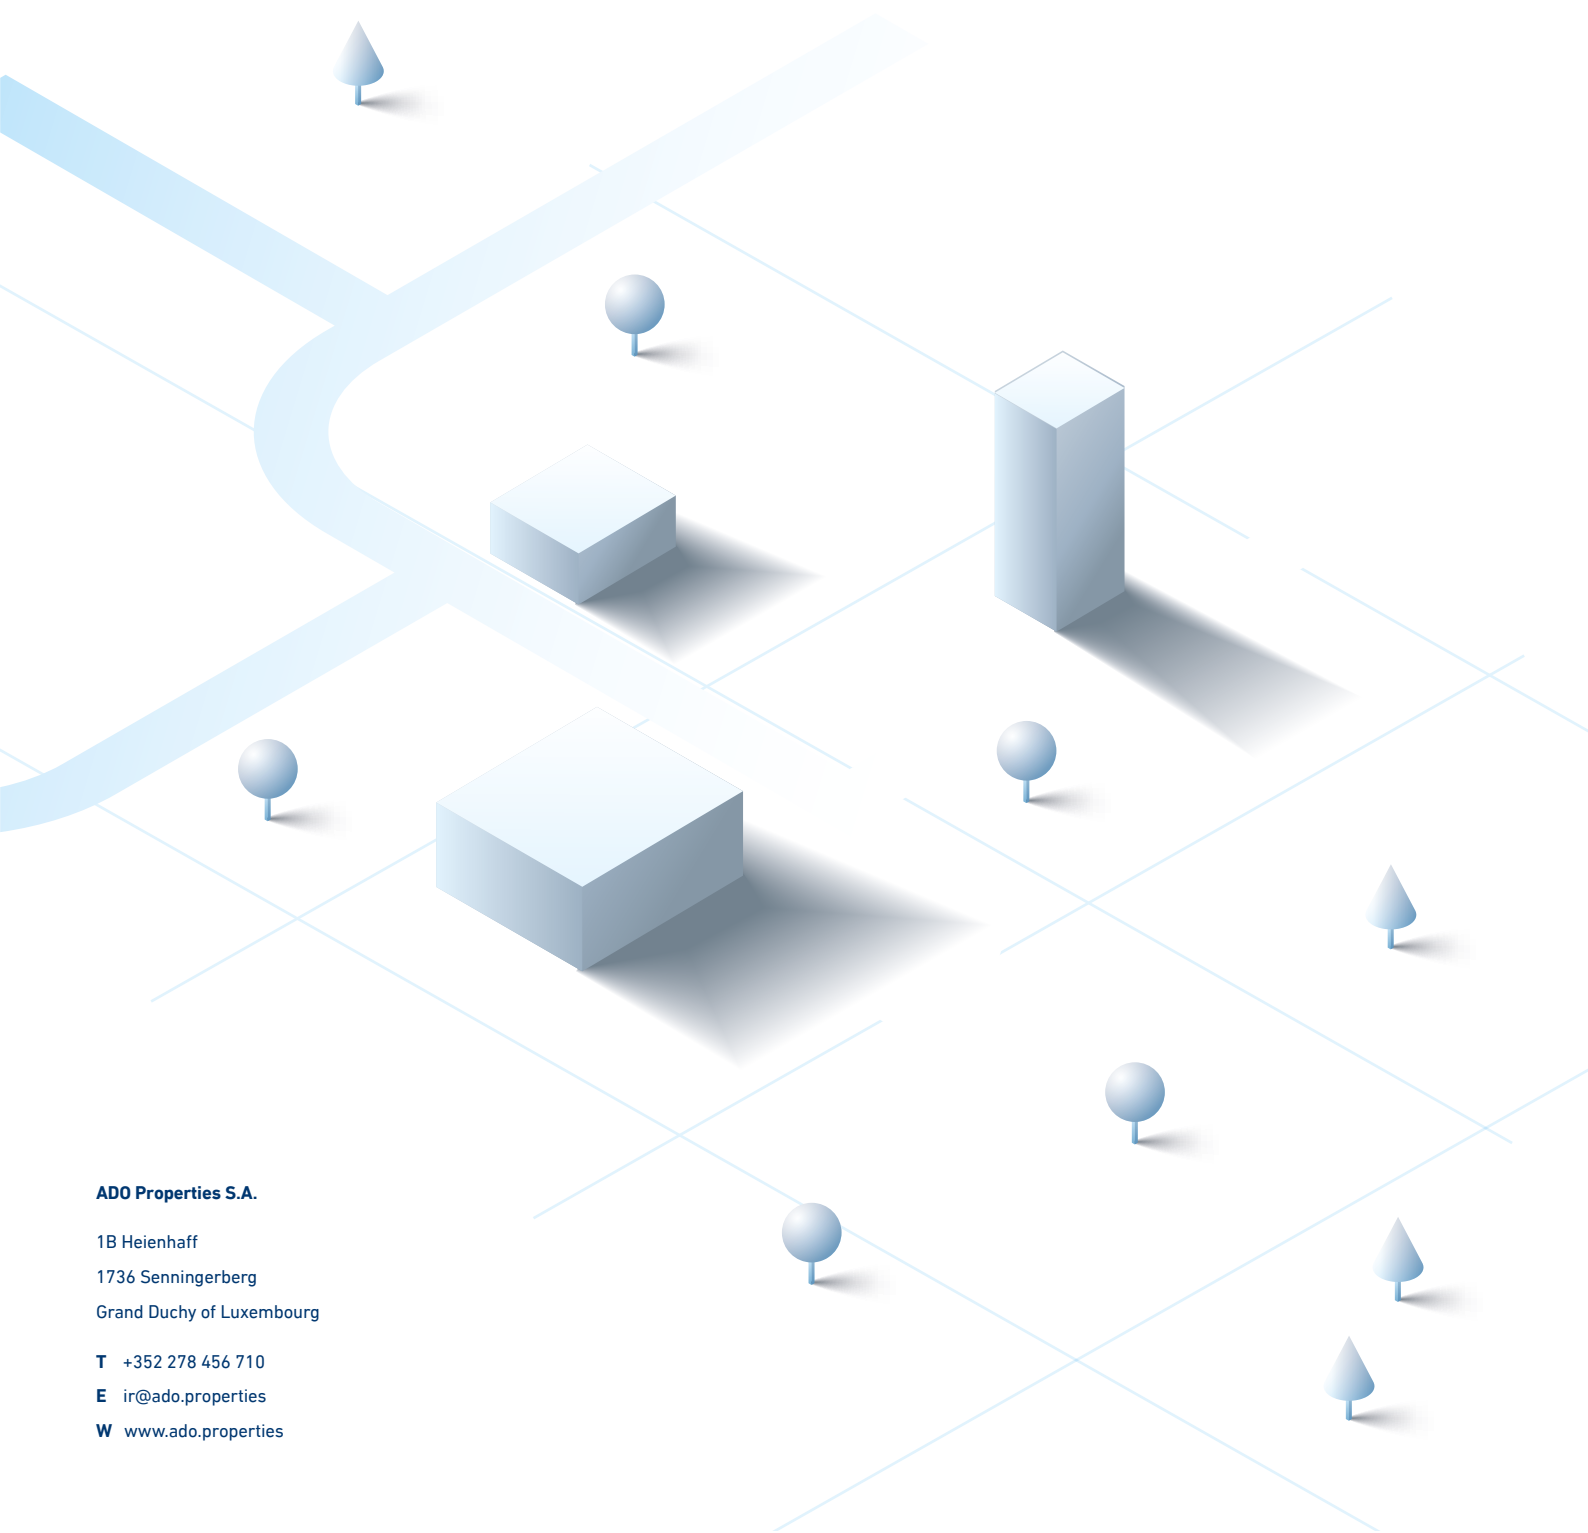 ADO Properties S.A.
1B Heienhaff
1736 Senningerberg
Grand Duchy of Luxembourg
T +352 278 456 710
E ir@ado.properties
W www.ado.properties